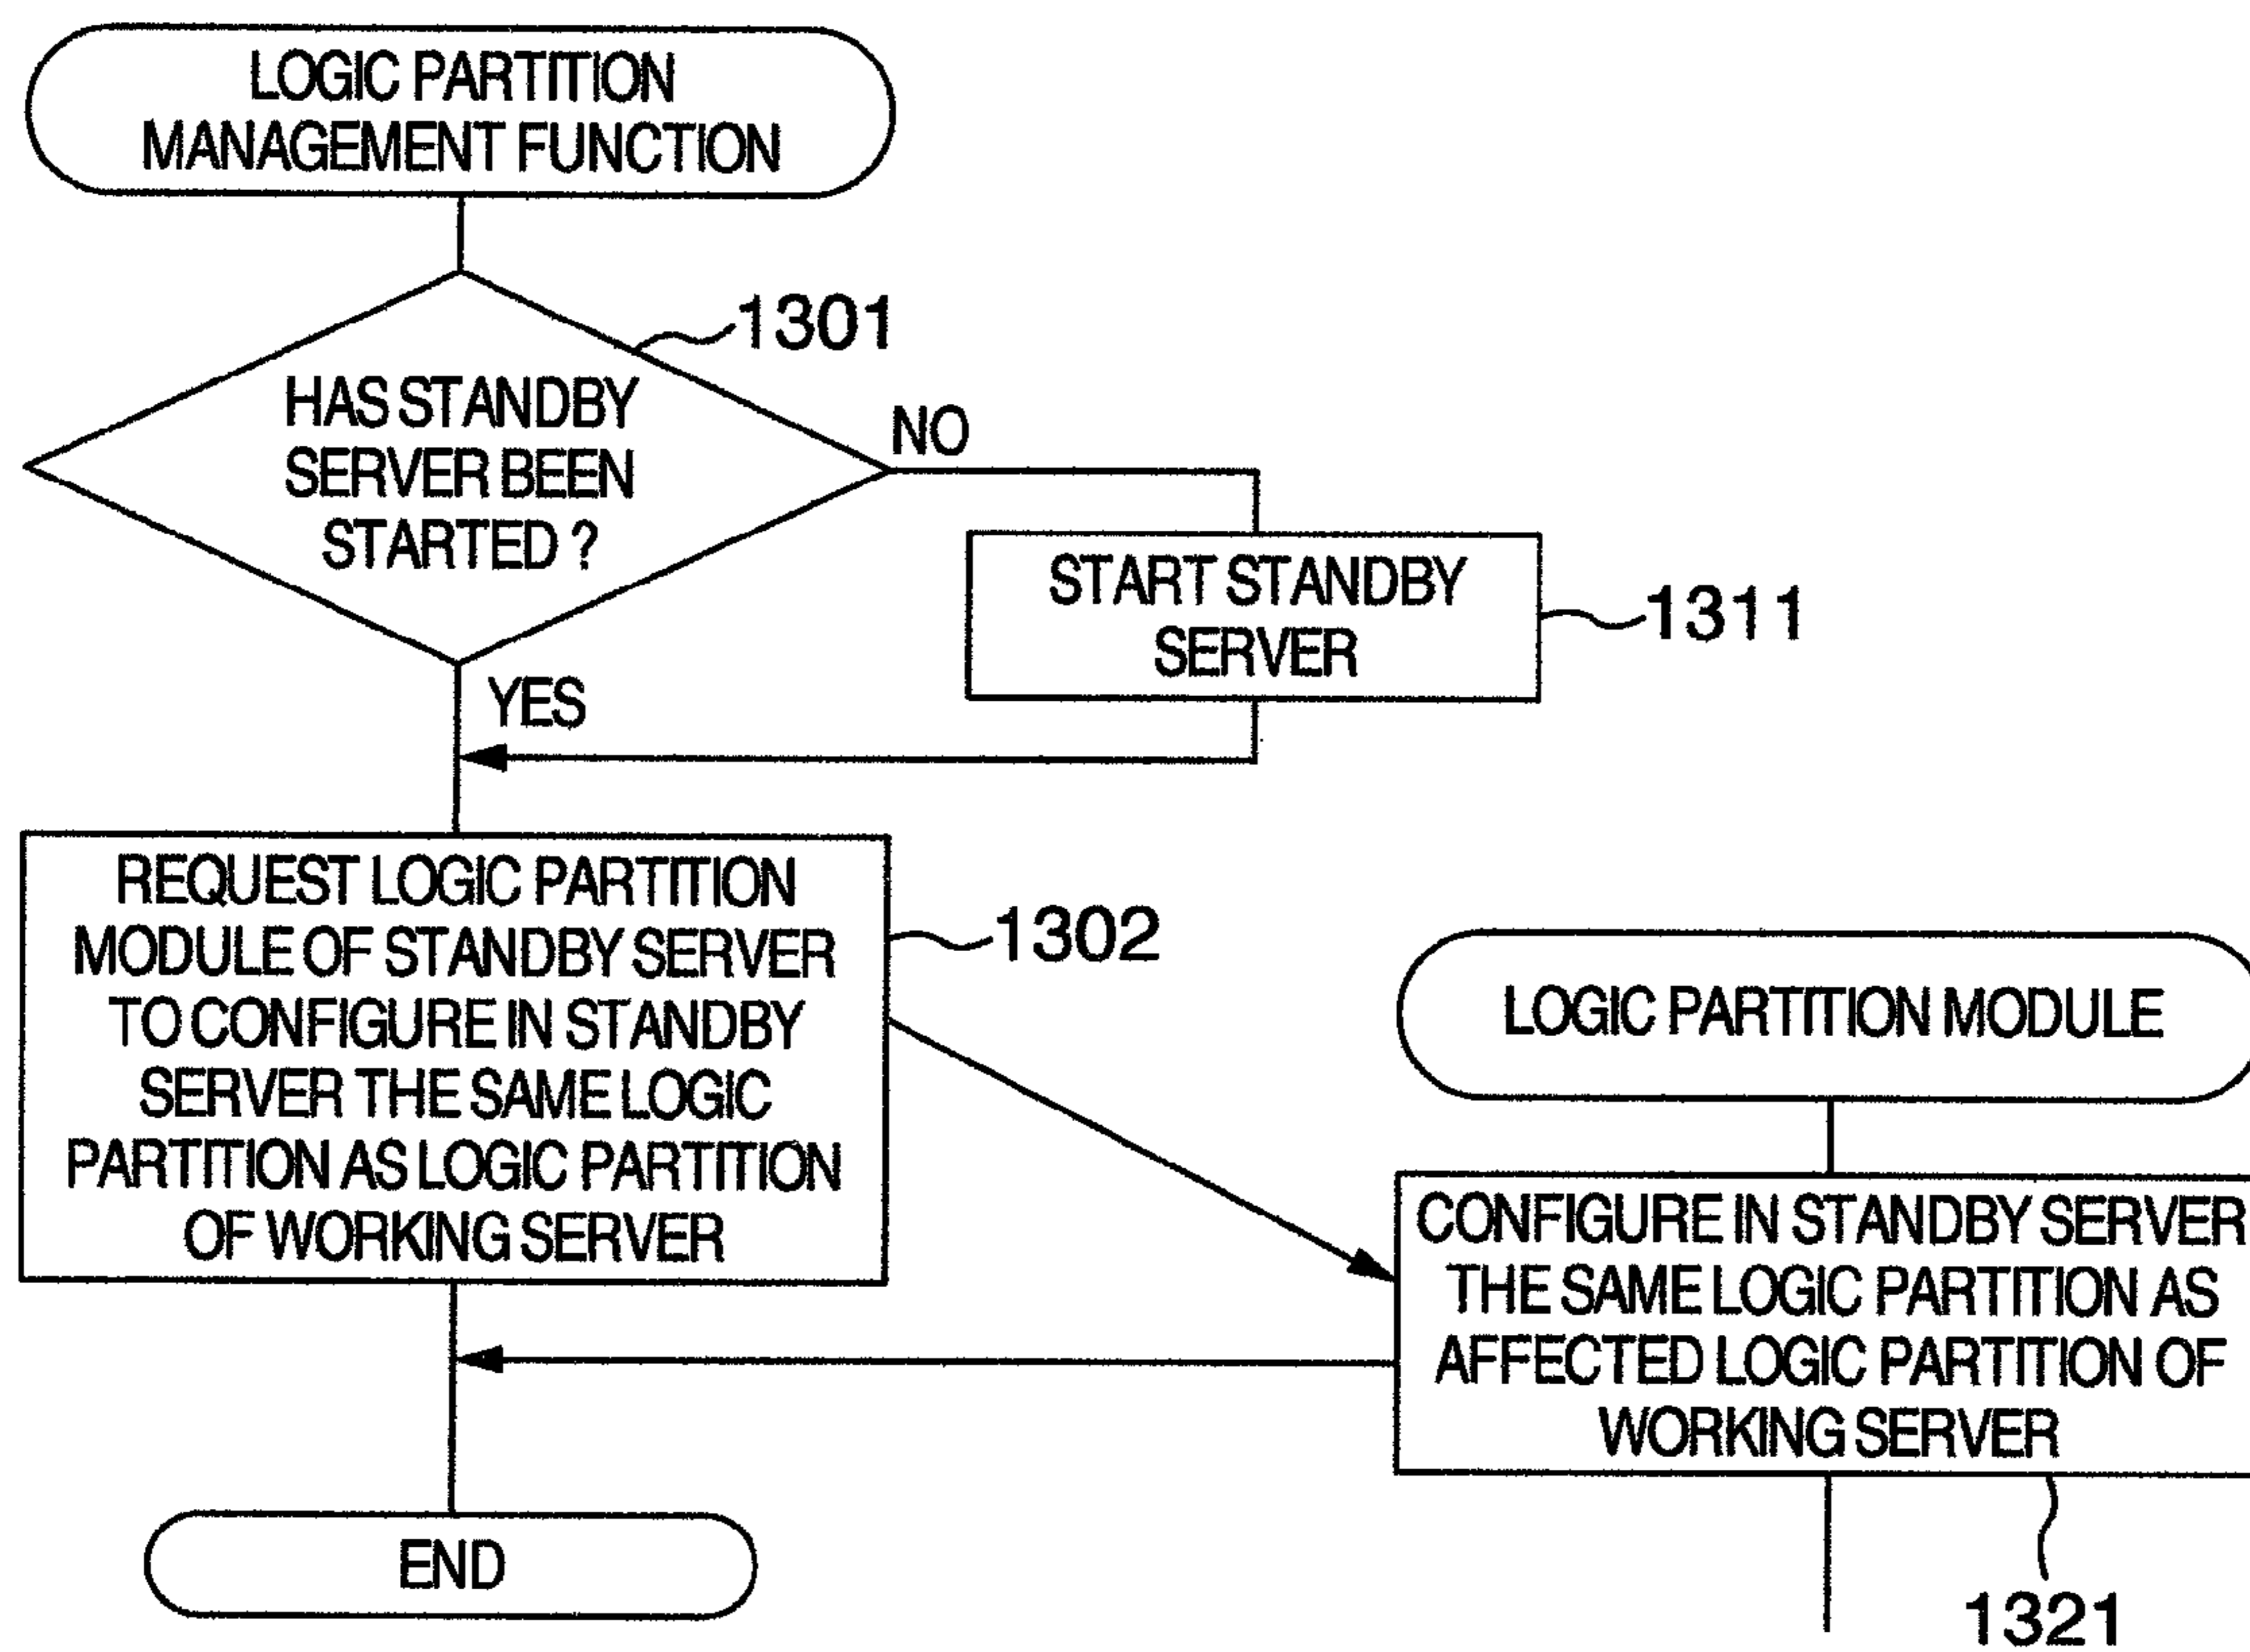 LOGIC PARTITION
MANAGEMENT FUNCTION
1301
HAS STANDBY
SERVER BEEN
STARTED ?
NO
START STANDBY
SERVER
1311
YES
REQUEST LOGIC PARTITION
MODULE OF STANDBY SERVER
TO CONFIGURE IN STANDBY
SERVER THE SAME LOGIC
PARTITION AS LOGIC PARTITION
OF WORKING SERVER
1302
LOGIC PARTITION MODULE
CONFIGURE IN STANDBY SERVER
THE SAME LOGIC PARTITION AS
AFFECTED LOGIC PARTITION OF
WORKING SERVER
1321
END